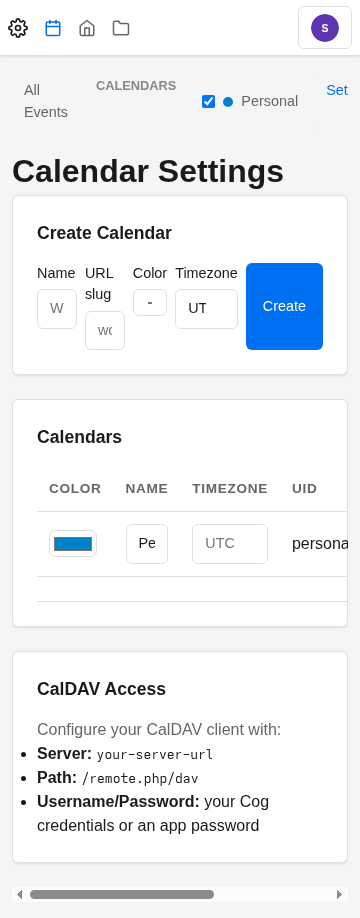 S
All
Events
CALENDARS
Personal
Set
Calendar Settings
Create Calendar
Name
URL
slug
Color
Timezone
W
wc
UT
Create
Calendars
COLOR NAME TIMEZONE UID
Pe UTC persona
CalDAV Access
Configure your CalDAV client with:
Server: your-server-url
Path: /remote.php/dav
Username/Password: your Cog
credentials or an app password